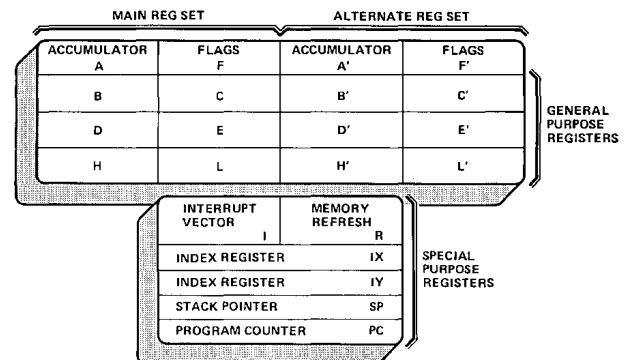 MAIN REG SET ALTERNATE REG SET
ACCUMULATOR FLAGS ACCUMULATOR FLAGS
A F A' F'
B C B' C'
D E D' E'
H L H' L'
GENERAL
PURPOSE
REGISTERS
INTERRUPT MEMORY
VECTOR REFRESH
I R
INDEX REGISTER IX
INDEX REGISTER IY
STACK POINTER SP
PROGRAM COUNTER PC
SPECIAL
PURPOSE
REGISTERS